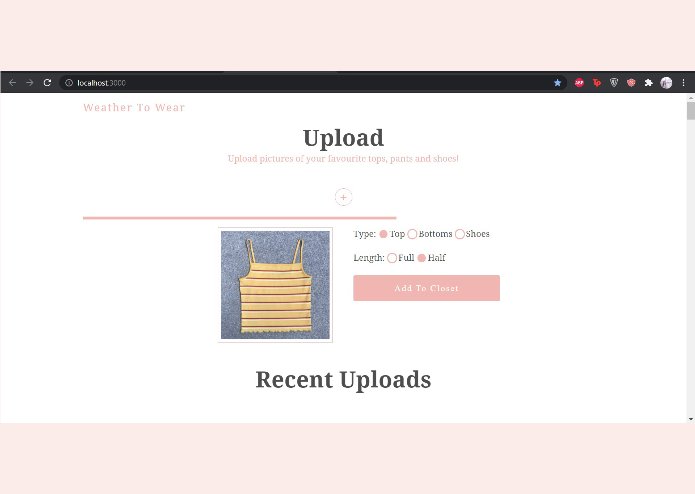 localhost:3000
ABP
Weather To Wear
Upload
Upload pictures of your favourite tops, pants and shoes!
+
Type: Top Bottoms Shoes
Length: Full Half
Add To Closet
Recent Uploads